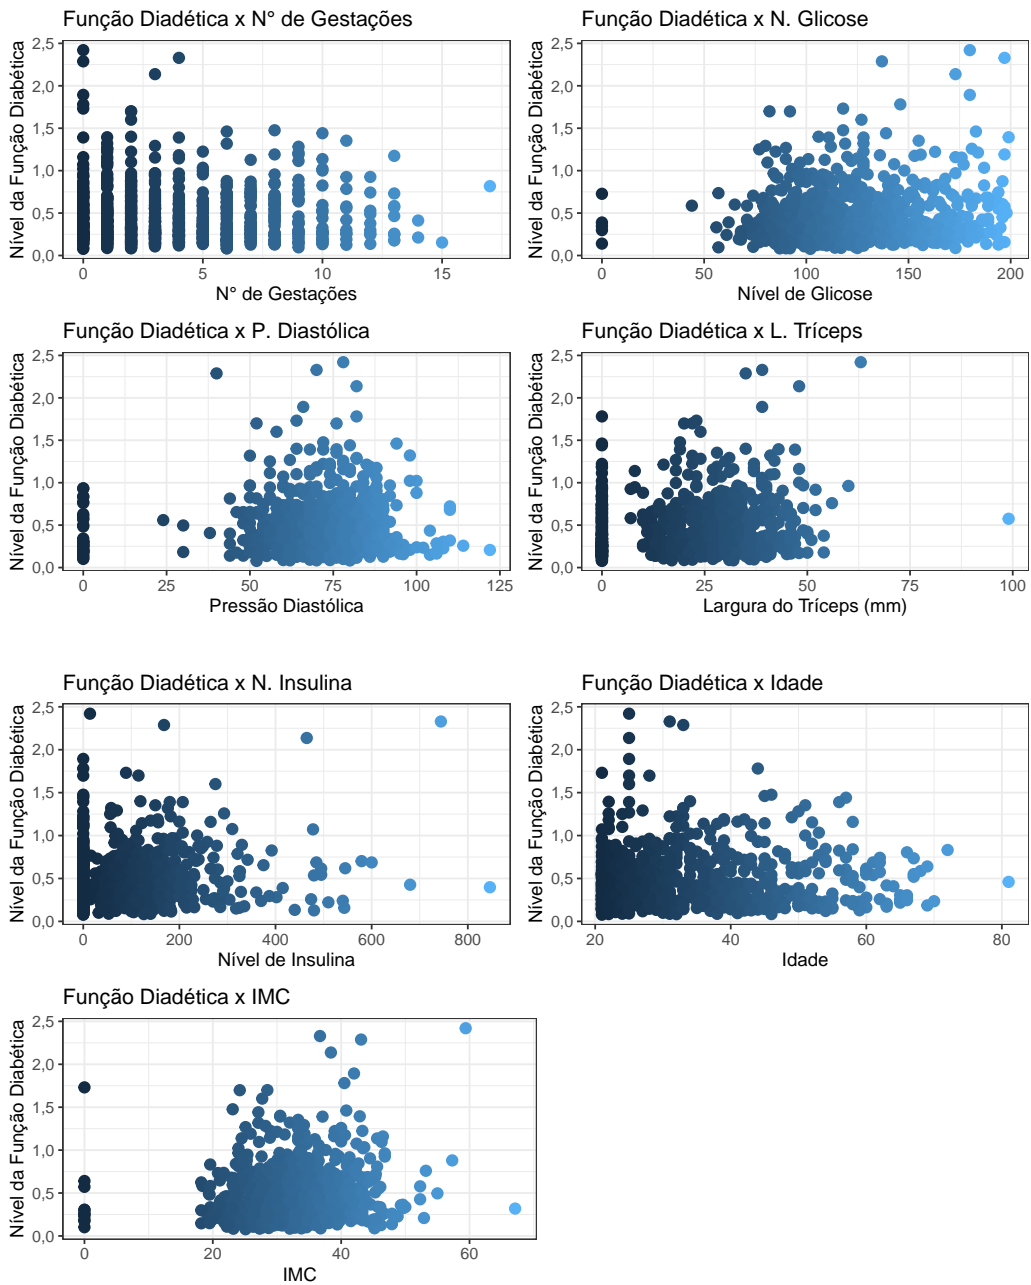 Função Diadética x N° de Gestações
Nível da Função Diabética
2,5
2,0
1,5
1,0
0,5
0,0
0 5 10 15
N° de Gestações
Função Diadética x N. Glicose
Nível da Função Diabética
2,5
2,0
1,5
1,0
0,5
0,0
0 50 100 150 200
Nível de Glicose
Função Diadética x P. Diastólica
Nível da Função Diabética
2,5
2,0
1,5
1,0
0,5
0,0
0 25 50 75 100 125
Pressão Diastólica
Função Diadética x L. Tríceps
Nível da Função Diabética
2,5
2,0
1,5
1,0
0,5
0,0
0 25 50 75 100
Largura do Tríceps (mm)
Função Diadética x N. Insulina
Nível da Função Diabética
2,5
2,0
1,5
1,0
0,5
0,0
0 200 400 600 800
Nível de Insulina
Função Diadética x Idade
Nível da Função Diabética
2,5
2,0
1,5
1,0
0,5
0,0
20 40 60 80
Idade
Função Diadética x IMC
Nível da Função Diabética
2,5
2,0
1,5
1,0
0,5
0,0
0 20 40 60
IMC